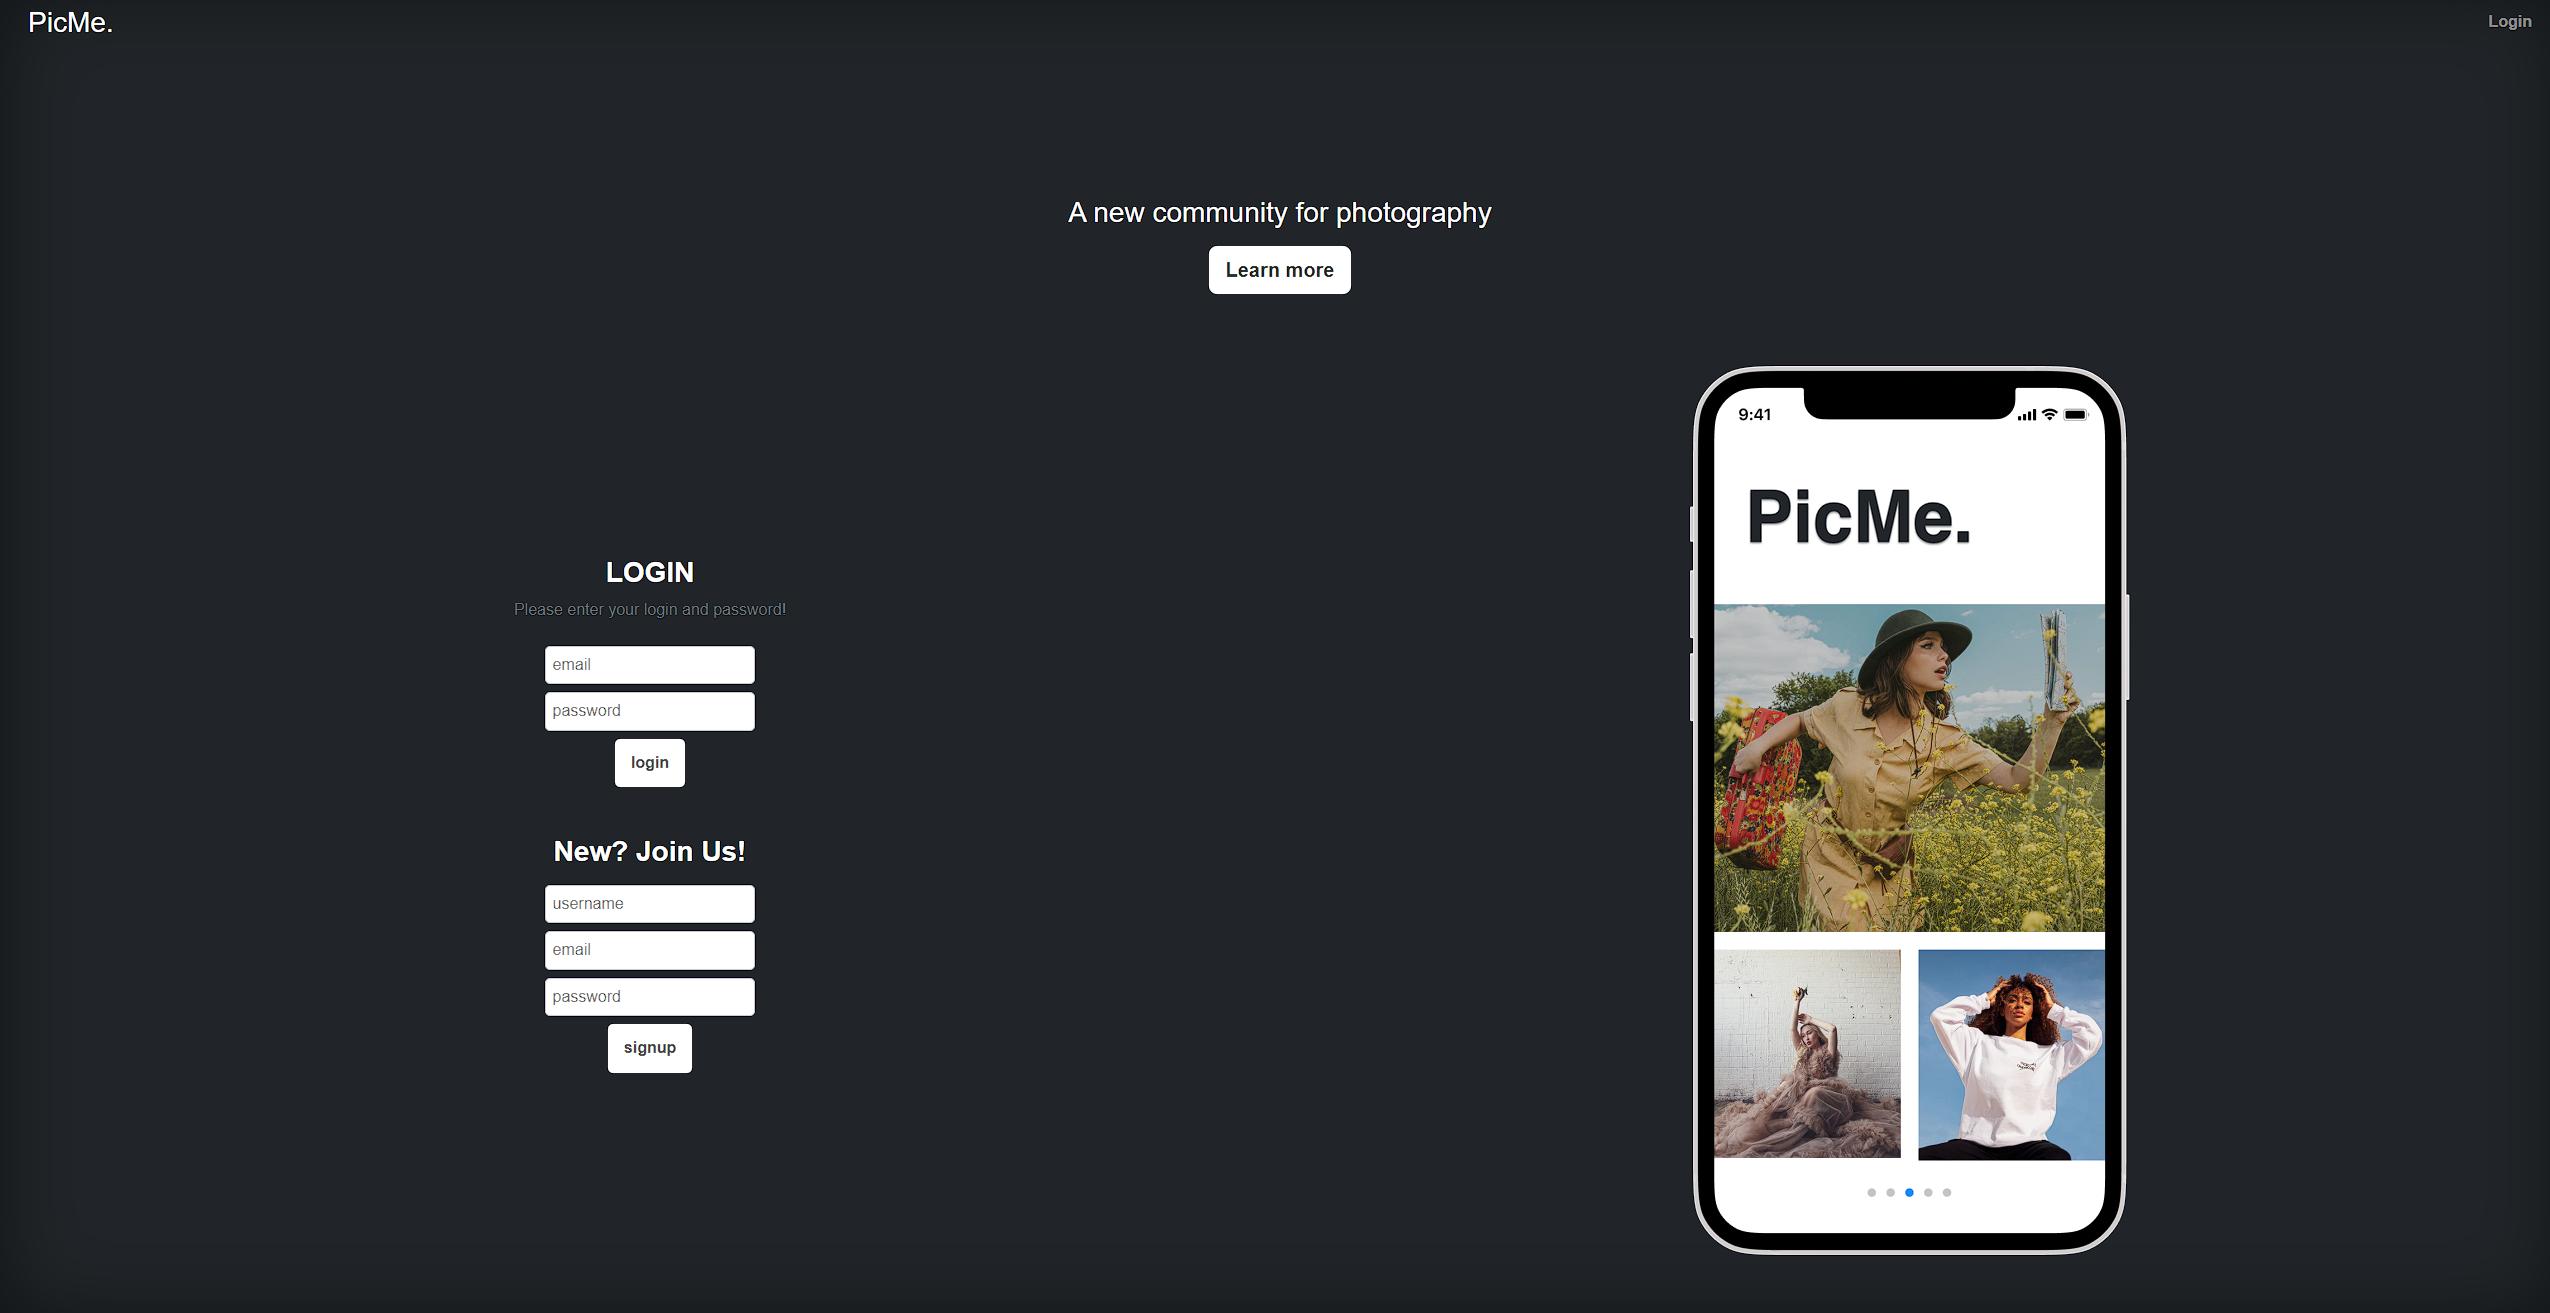 PicMe.
Login
A new community for photography
Learn more
9:41
PicMe.
LOGIN
Please enter your login and password!
email
password
login
New? Join Us!
username
email
password
signup